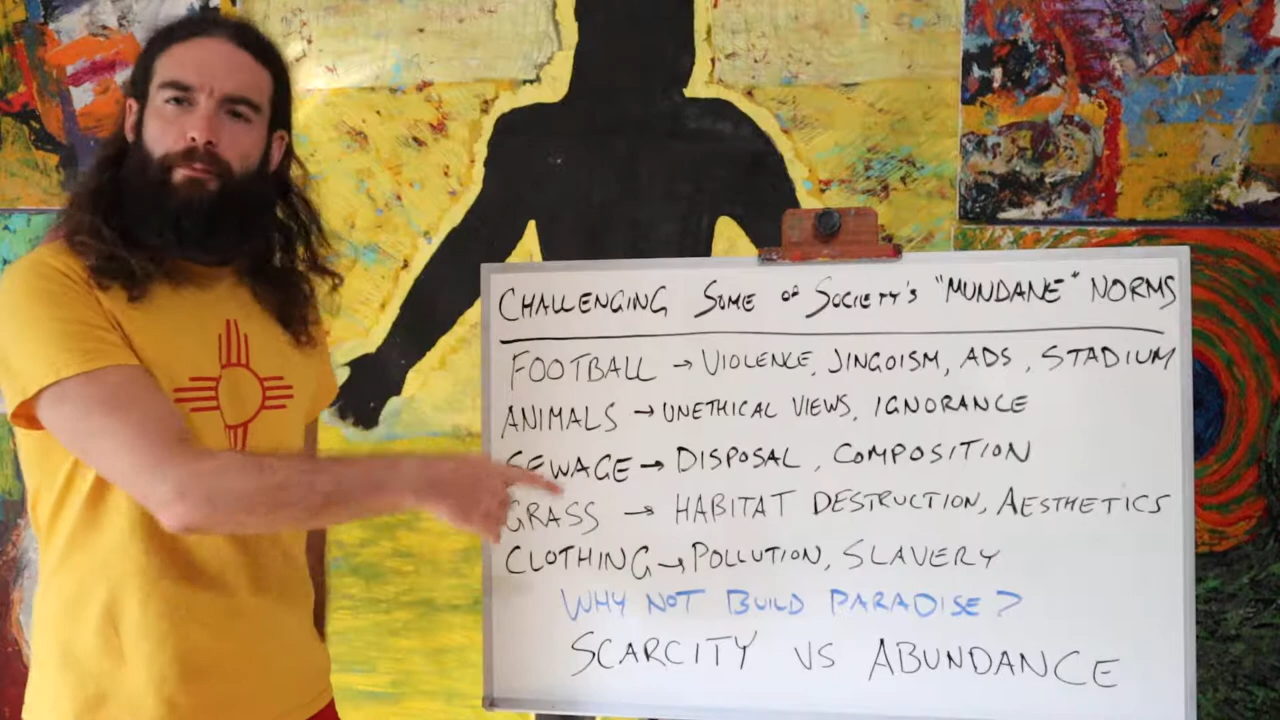 CHALLENGING SOME OF SOCIETY'S "MUNDANE" NORMS
FOOTBALL → VIOLENCE, JINGOISM, ADS, STADIUM
ANIMALS → UNETHICAL VIEWS, IGNORANCE
SEWAGE → DISPOSAL, COMPOSITION
GRASS → HABITAT DESTRUCTION, AESTHETICS
CLOTHING → POLLUTION, SLAVERY
WHY NOT BUILD PARADISE?
SCARCITY VS ABUNDANCE